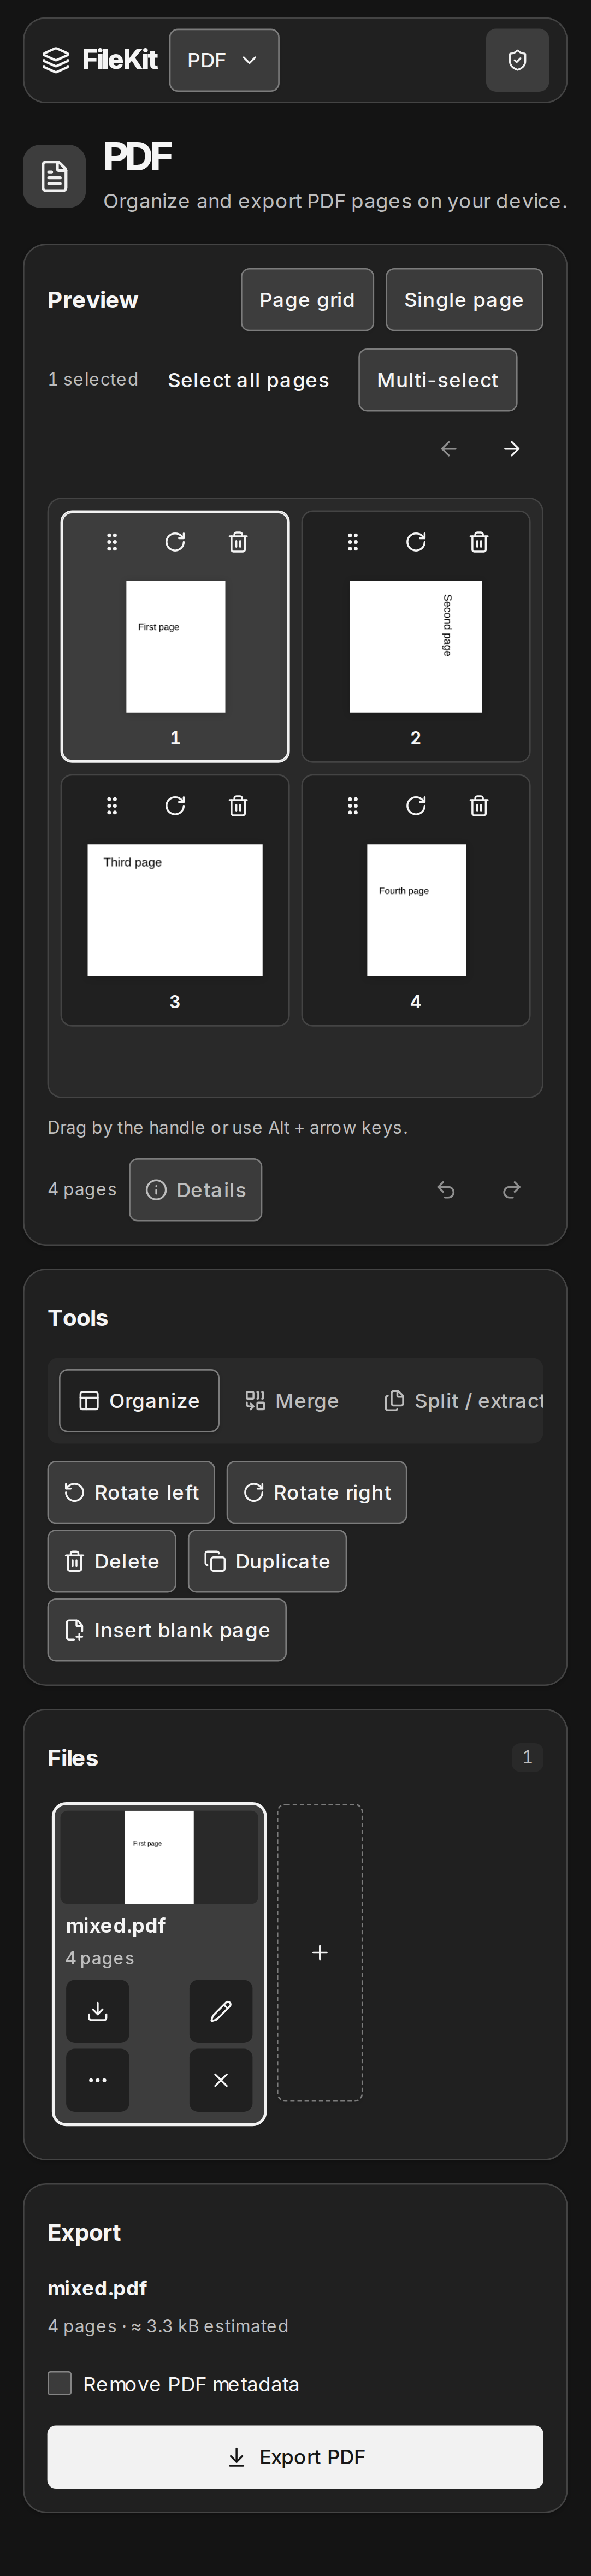 FileKit PDF
PDF
Organize and export PDF pages on your device.
Preview Page grid Single page
1 selected Select all pages Multi-select
First page
1
Second page
2
Third page
3
Fourth page
4
Drag by the handle or use Alt + arrow keys.
4 pages Details
Tools
Organize Merge Split / extract
Rotate left Rotate right
Delete Duplicate
Insert blank page
Files 1
First page
mixed.pdf
4 pages
Export
mixed.pdf
4 pages · ≈ 3.3 kB estimated
Remove PDF metadata
Export PDF